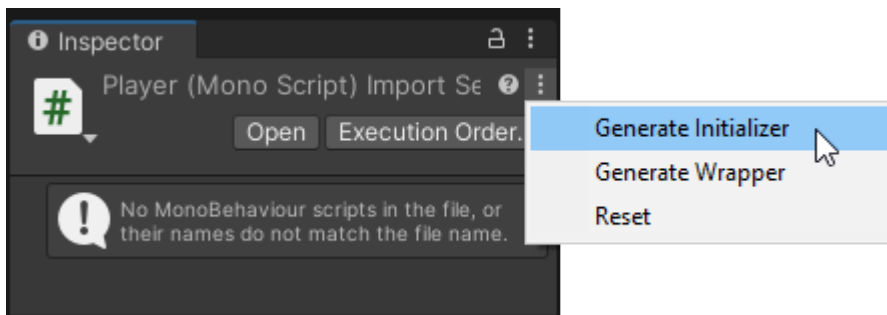 Inspector
Player (Mono Script) Import Se
Open Execution Order.
No MonoBehaviour scripts in the file, or
their names do not match the file name.
Generate Initializer
Generate Wrapper
Reset